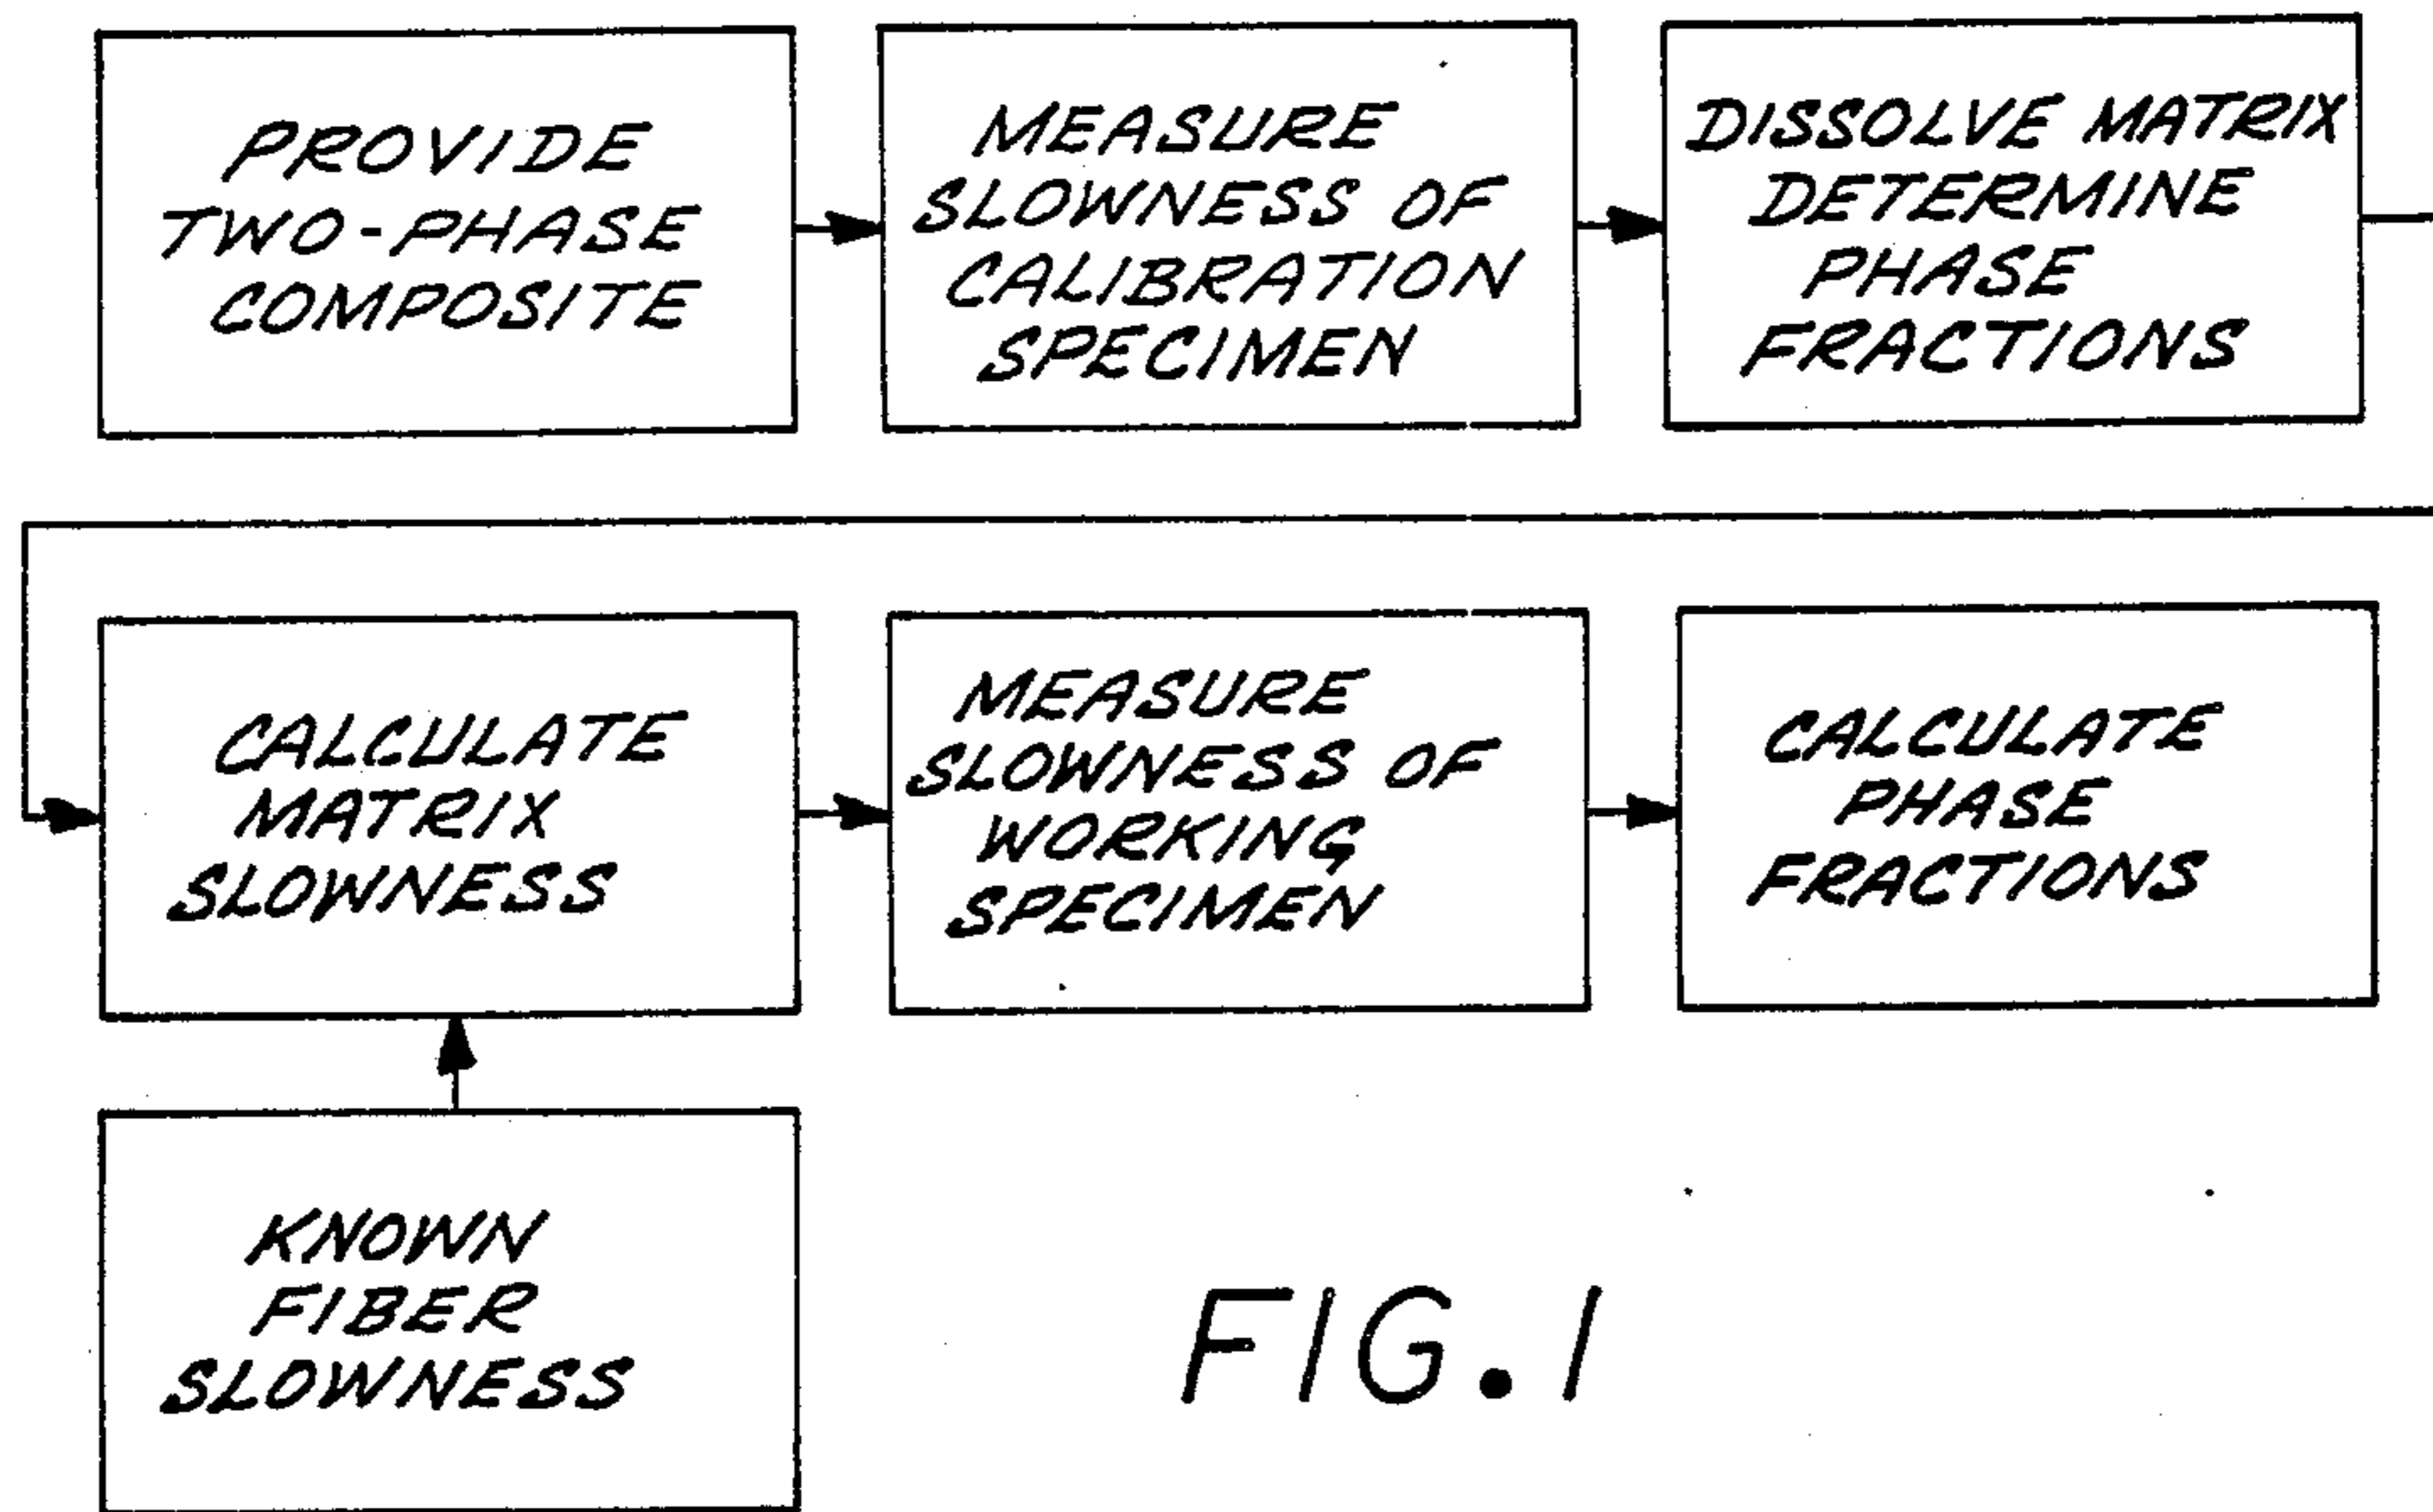 PROVIDE
TWO-PHASE
COMPOSITE
MEASURE
SLOWNESS OF
CALIBRATION
SPECIMEN
DISSOLVE MATRIX
DETERMINE
PHASE
FRACTIONS
CALCULATE
MATRIX
SLOWNESS
MEASURE
SLOWNESS OF
WORKING
SPECIMEN
CALCULATE
PHASE
FRACTIONS
KNOWN
FIBER
SLOWNESS
FIG. 1